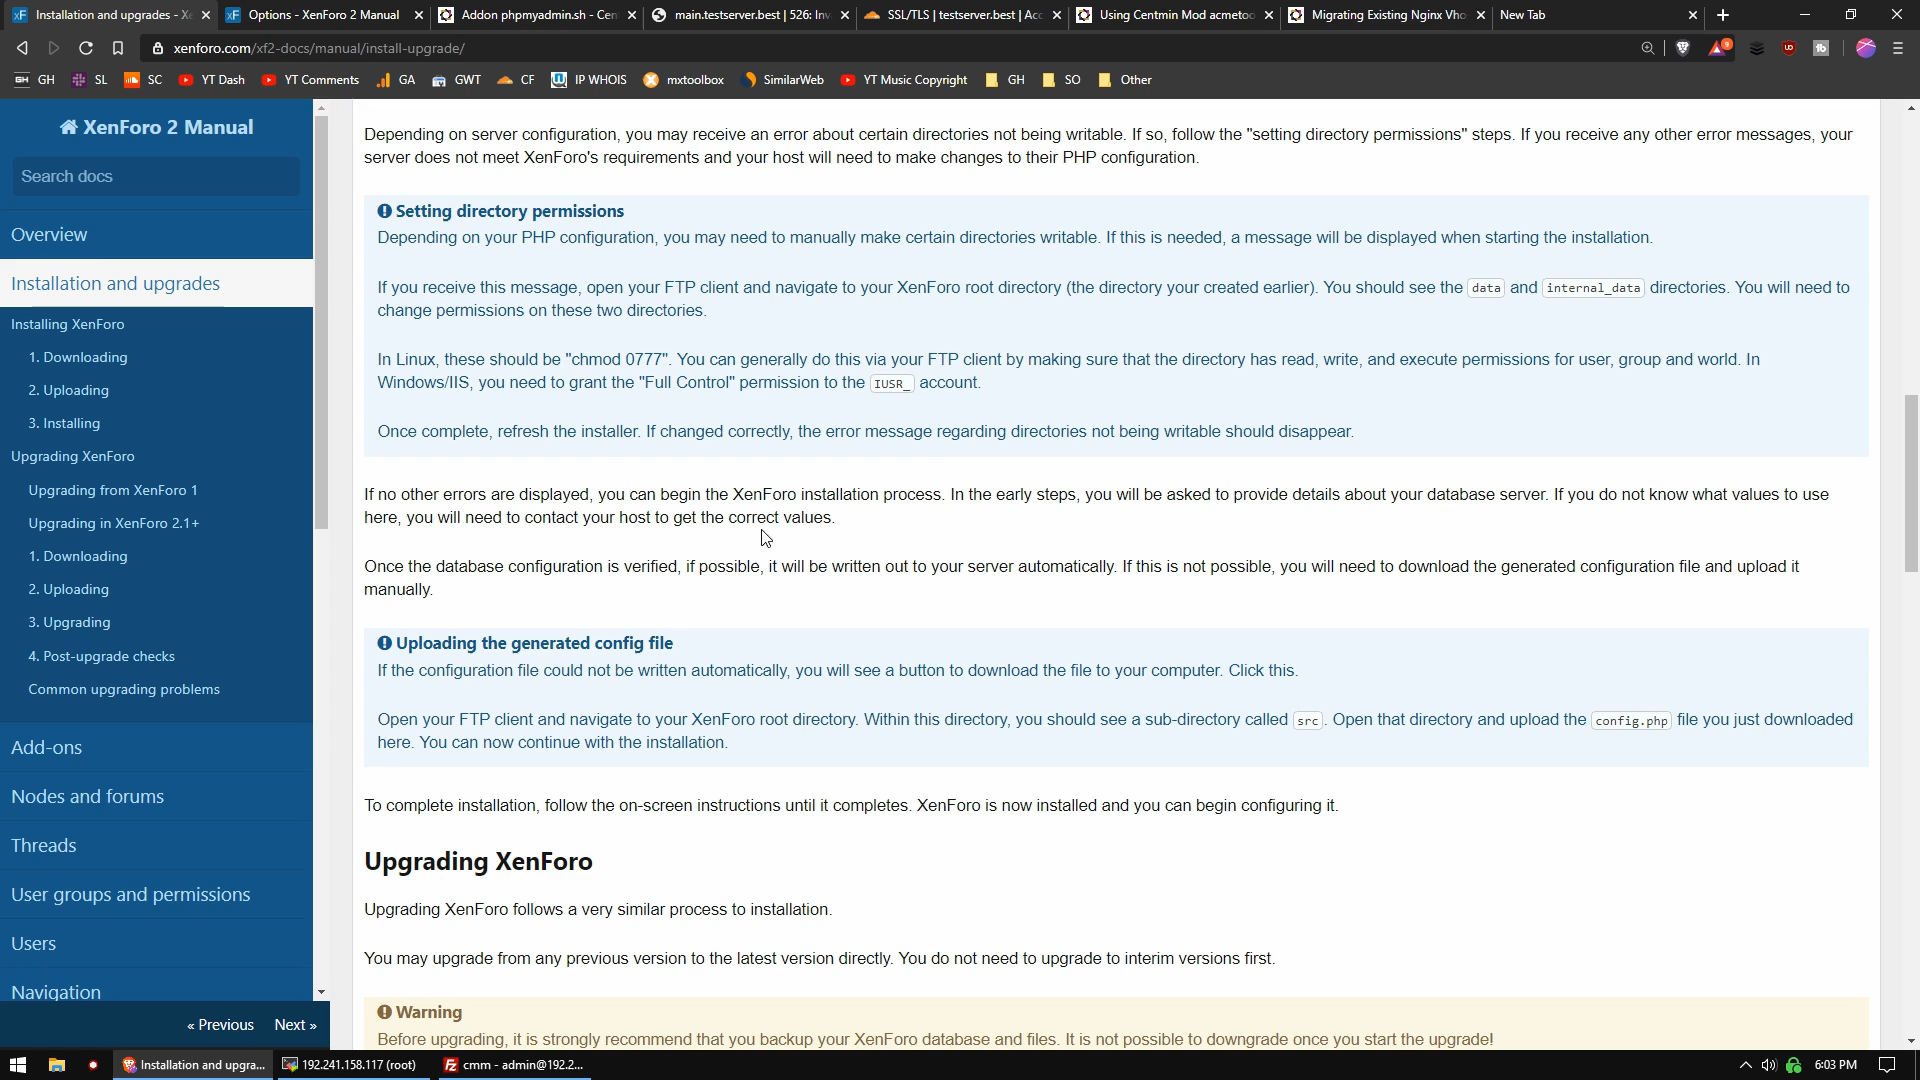 Installation and upgrades - Xe
Options - XenForo 2 Manual
Addon phpmyadmin.sh - Cen
main.testserver.best | 526: Inv
SSL/TLS | testserver.best | Acc
Using Centmin Mod acmetoo
Migrating Existing Nginx Vho
New Tab
xenforo.com/xf2-docs/manual/install-upgrade/
GH
SL
SC
YT Dash
YT Comments
GA
GWT
CF
IP WHOIS
mxtoolbox
SimilarWeb
YT Music Copyright
GH
SO
Other
XenForo 2 Manual
Search docs
Overview
Installation and upgrades
Installing XenForo
1. Downloading
2. Uploading
3. Installing
Upgrading XenForo
Upgrading from XenForo 1
Upgrading in XenForo 2.1+
1. Downloading
2. Uploading
3. Upgrading
4. Post-upgrade checks
Common upgrading problems
Add-ons
Nodes and forums
Threads
User groups and permissions
Users
Navigation
« Previous
Next »
Depending on server configuration, you may receive an error about certain directories not being writable. If so, follow the "setting directory permissions" steps. If you receive any other error messages, your
server does not meet XenForo's requirements and your host will need to make changes to their PHP configuration.
Setting directory permissions
Depending on your PHP configuration, you may need to manually make certain directories writable. If this is needed, a message will be displayed when starting the installation.
If you receive this message, open your FTP client and navigate to your XenForo root directory (the directory your created earlier). You should see the data and internal_data directories. You will need to
change permissions on these two directories.
In Linux, these should be "chmod 0777". You can generally do this via your FTP client by making sure that the directory has read, write, and execute permissions for user, group and world. In
Windows/IIS, you need to grant the "Full Control" permission to the IUSR_ account.
Once complete, refresh the installer. If changed correctly, the error message regarding directories not being writable should disappear.
If no other errors are displayed, you can begin the XenForo installation process. In the early steps, you will be asked to provide details about your database server. If you do not know what values to use
here, you will need to contact your host to get the correct values.
Once the database configuration is verified, if possible, it will be written out to your server automatically. If this is not possible, you will need to download the generated configuration file and upload it
manually.
Uploading the generated config file
If the configuration file could not be written automatically, you will see a button to download the file to your computer. Click this.
Open your FTP client and navigate to your XenForo root directory. Within this directory, you should see a sub-directory called src. Open that directory and upload the config.php file you just downloaded
here. You can now continue with the installation.
To complete installation, follow the on-screen instructions until it completes. XenForo is now installed and you can begin configuring it.
Upgrading XenForo
Upgrading XenForo follows a very similar process to installation.
You may upgrade from any previous version to the latest version directly. You do not need to upgrade to interim versions first.
Warning
Before upgrading, it is strongly recommend that you backup your XenForo database and files. It is not possible to downgrade once you start the upgrade!
Installation and upgra...
192.241.158.117 (root)
cmm - admin@192.2...
6:03 PM